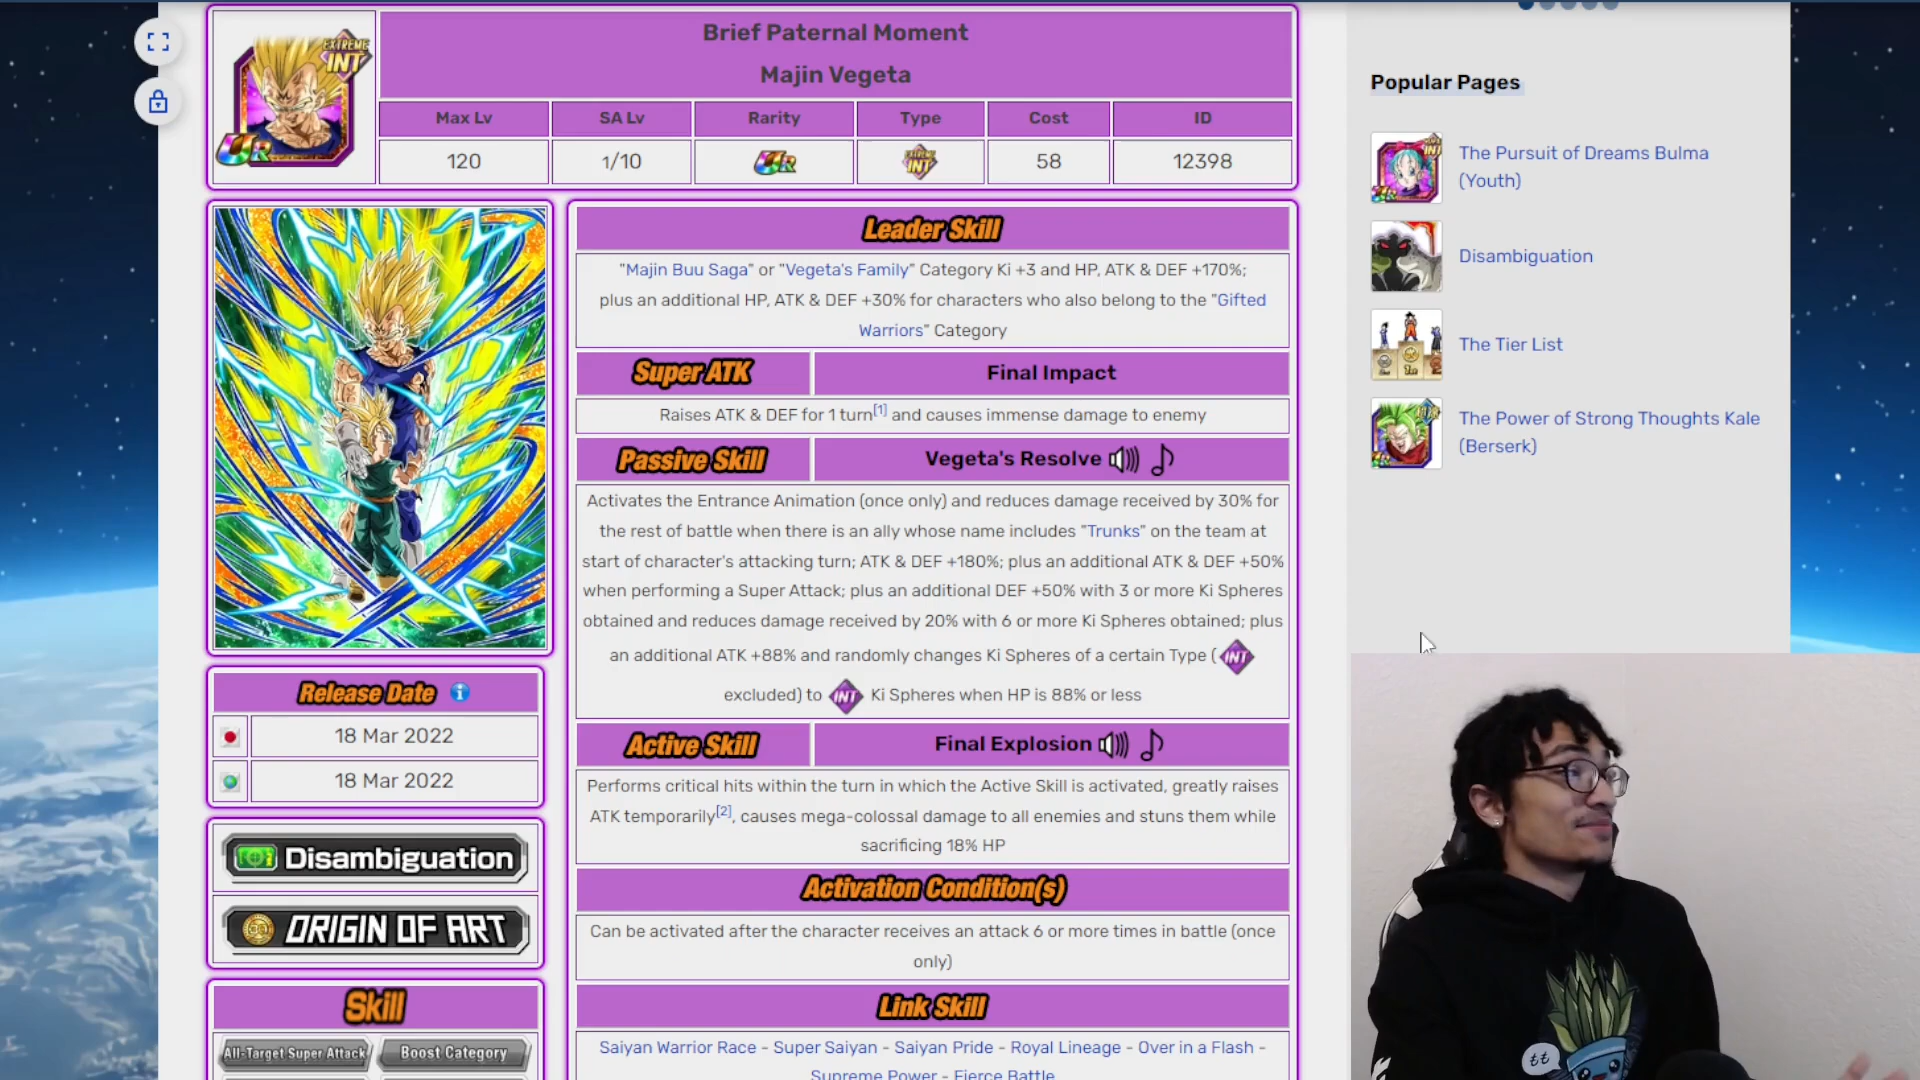 EXTREME
INT
UR
Brief Paternal Moment
Majin Vegeta
Max Lv
SA Lv
Rarity
Type
Cost
ID
120
1/10
UR
EXTREME
INT
58
12398
Leader Skill
"Majin Buu Saga" or "Vegeta's Family" Category Ki +3 and HP, ATK & DEF +170%;
plus an additional HP, ATK & DEF +30% for characters who also belong to the "Gifted
Warriors" Category
Super ATK
Final Impact
Raises ATK & DEF for 1 turn[1] and causes immense damage to enemy
Passive Skill
Vegeta's Resolve
Activates the Entrance Animation (once only) and reduces damage received by 30% for
the rest of battle when there is an ally whose name includes "Trunks" on the team at
start of character's attacking turn; ATK & DEF +180%; plus an additional ATK & DEF +50%
when performing a Super Attack; plus an additional DEF +50% with 3 or more Ki Spheres
obtained and reduces damage received by 20% with 6 or more Ki Spheres obtained; plus
an additional ATK +88% and randomly changes Ki Spheres of a certain Type ( INT
excluded) to INT Ki Spheres when HP is 88% or less
Active Skill
Final Explosion
Performs critical hits within the turn in which the Active Skill is activated, greatly raises
ATK temporarily[2], causes mega-colossal damage to all enemies and stuns them while
sacrificing 18% HP
Activation Condition(s)
Can be activated after the character receives an attack 6 or more times in battle (once
only)
Link Skill
Saiyan Warrior Race - Super Saiyan - Saiyan Pride - Royal Lineage - Over in a Flash -
Supreme Power - Fierce Battle
Release Date
18 Mar 2022
18 Mar 2022
Disambiguation
ORIGIN OF ART
Skill
All-Target Super Attack
Boost Category
Popular Pages
The Pursuit of Dreams Bulma
(Youth)
Disambiguation
The Tier List
The Power of Strong Thoughts Kale
(Berserk)